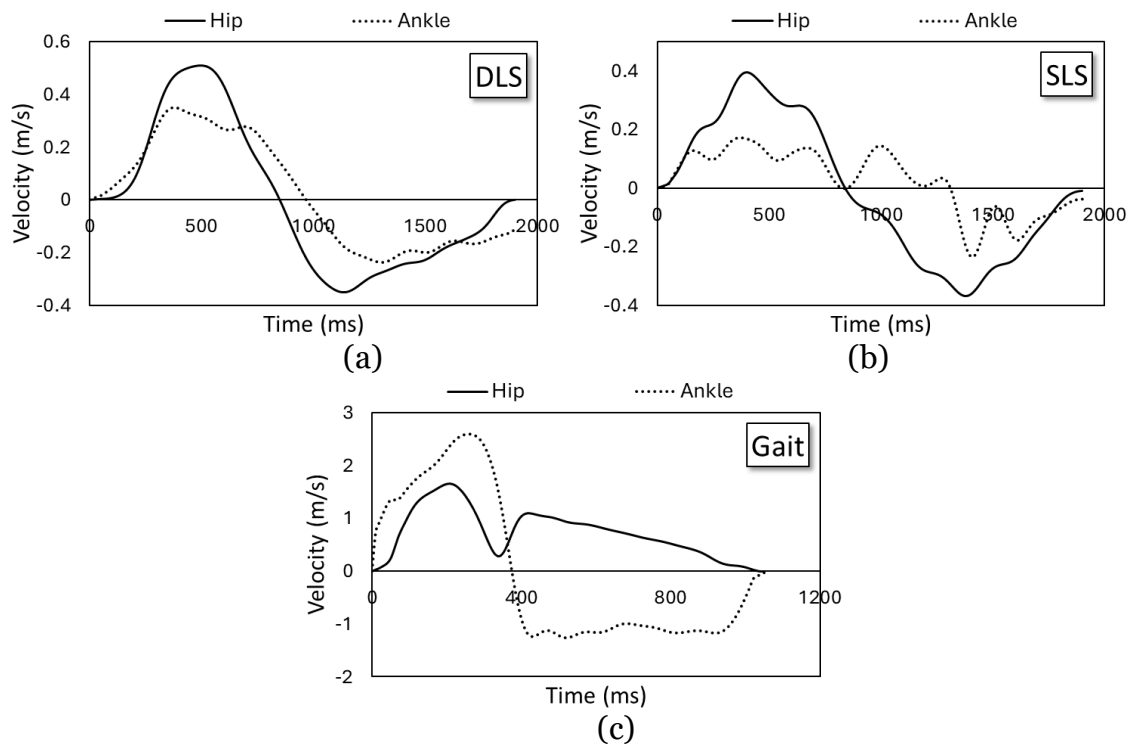 Hip Ankle
DLS
0.6
0.4
0.2
0
-0.2
-0.4
0 500 1000 1500 2000
Velocity (m/s)
Time (ms)
(a)
Hip Ankle
SLS
0.4
0.2
0
-0.2
-0.4
0 500 1000 1500 2000
Velocity (m/s)
Time (ms)
(b)
Hip Ankle
Gait
3
2
1
0
-1
-2
0 400 800 1200
Velocity (m/s)
Time (ms)
(c)